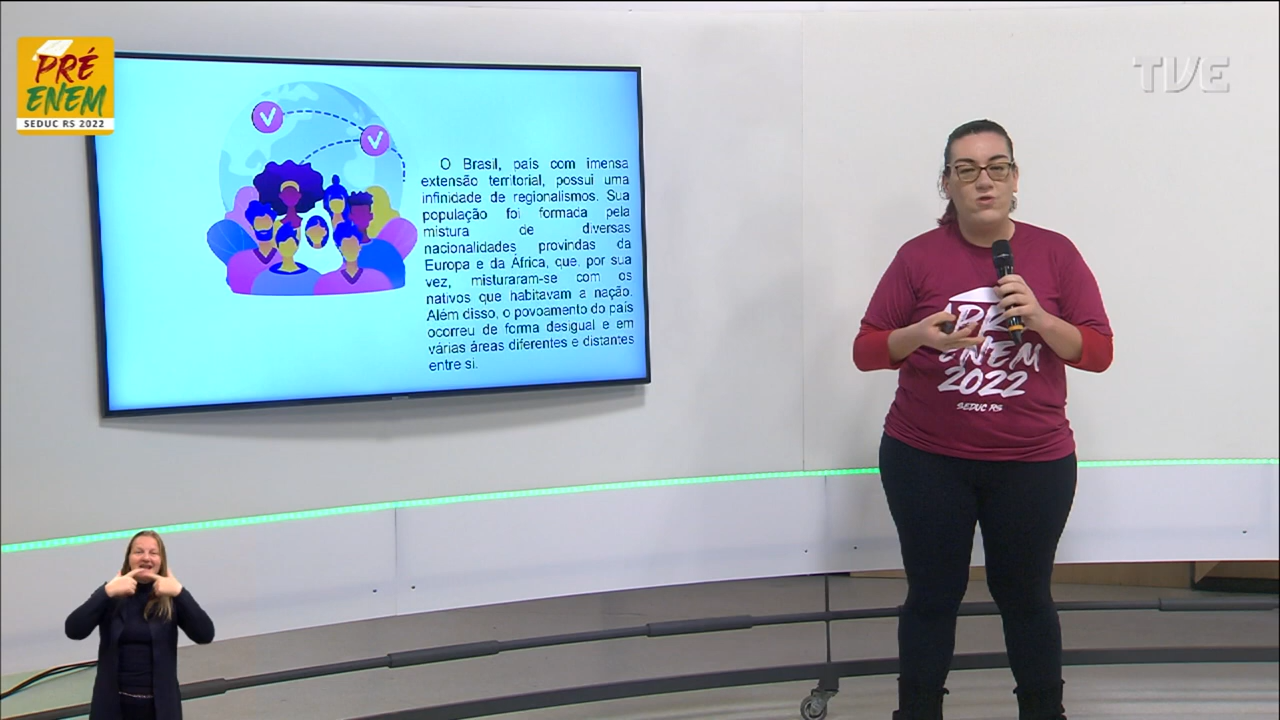 PRÉ
ENEM
SEDUC RS 2022
TVE
O Brasil, país com imensa
extensão territorial, possui uma
infinidade de regionalismos. Sua
população foi formada pela
mistura de diversas
nacionalidades provindas da
Europa e da África, que, por sua
vez, misturaram-se com os
nativos que habitavam a nação.
Além disso, o povoamento do país
ocorreu de forma desigual e em
várias áreas diferentes e distantes
entre si.
PRÉ
ENEM
2022
SEDUC RS